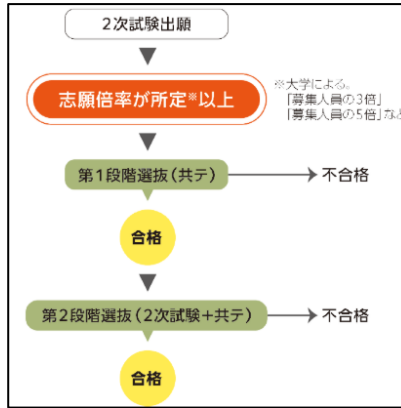 2次試験出願
志願倍率が所定※以上
※大学による。
「募集人員の3倍」
「募集人員の5倍」など
第1段階選抜(共テ)
不合格
合格
第2段階選抜(2次試験+共テ)
不合格
合格